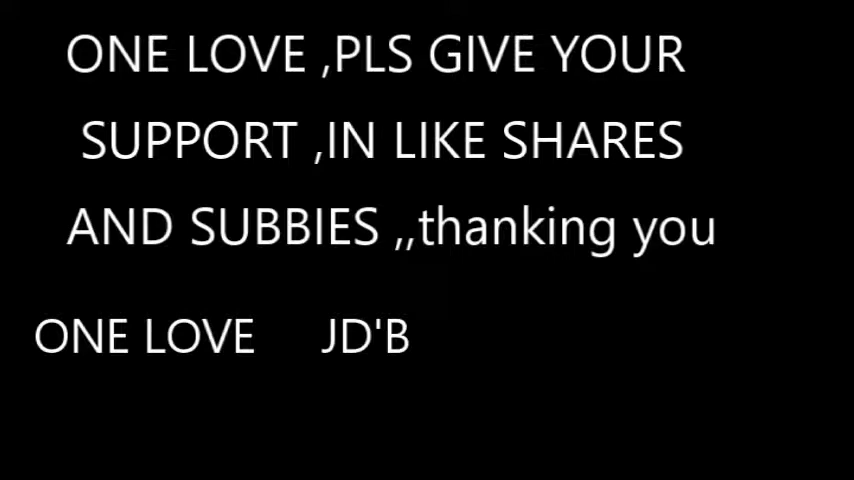 ONE LOVE ,PLS GIVE YOUR
SUPPORT ,IN LIKE SHARES
AND SUBBIES ,,thanking you
ONE LOVE JD'B